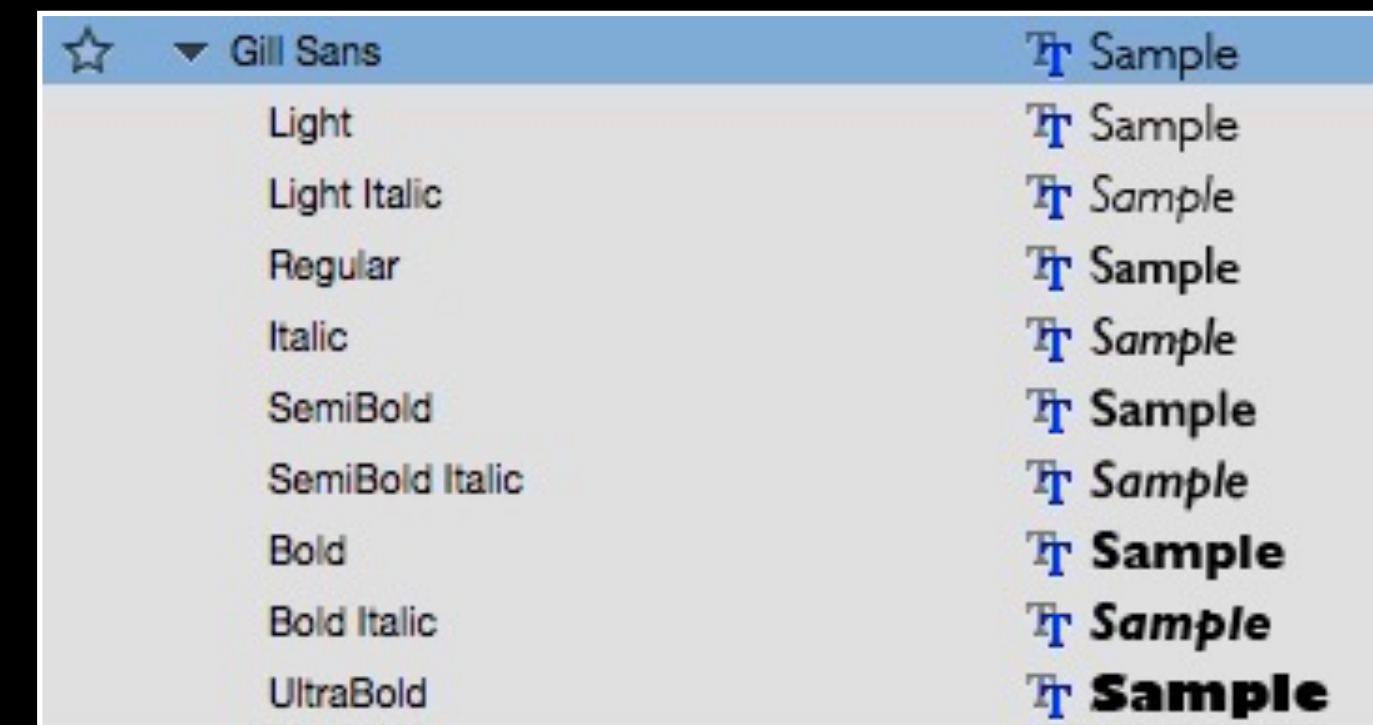 Gill Sans Sample
Light Sample
Light Italic Sample
Regular Sample
Italic Sample
SemiBold Sample
SemiBold Italic Sample
Bold Sample
Bold Italic Sample
UltraBold Sample